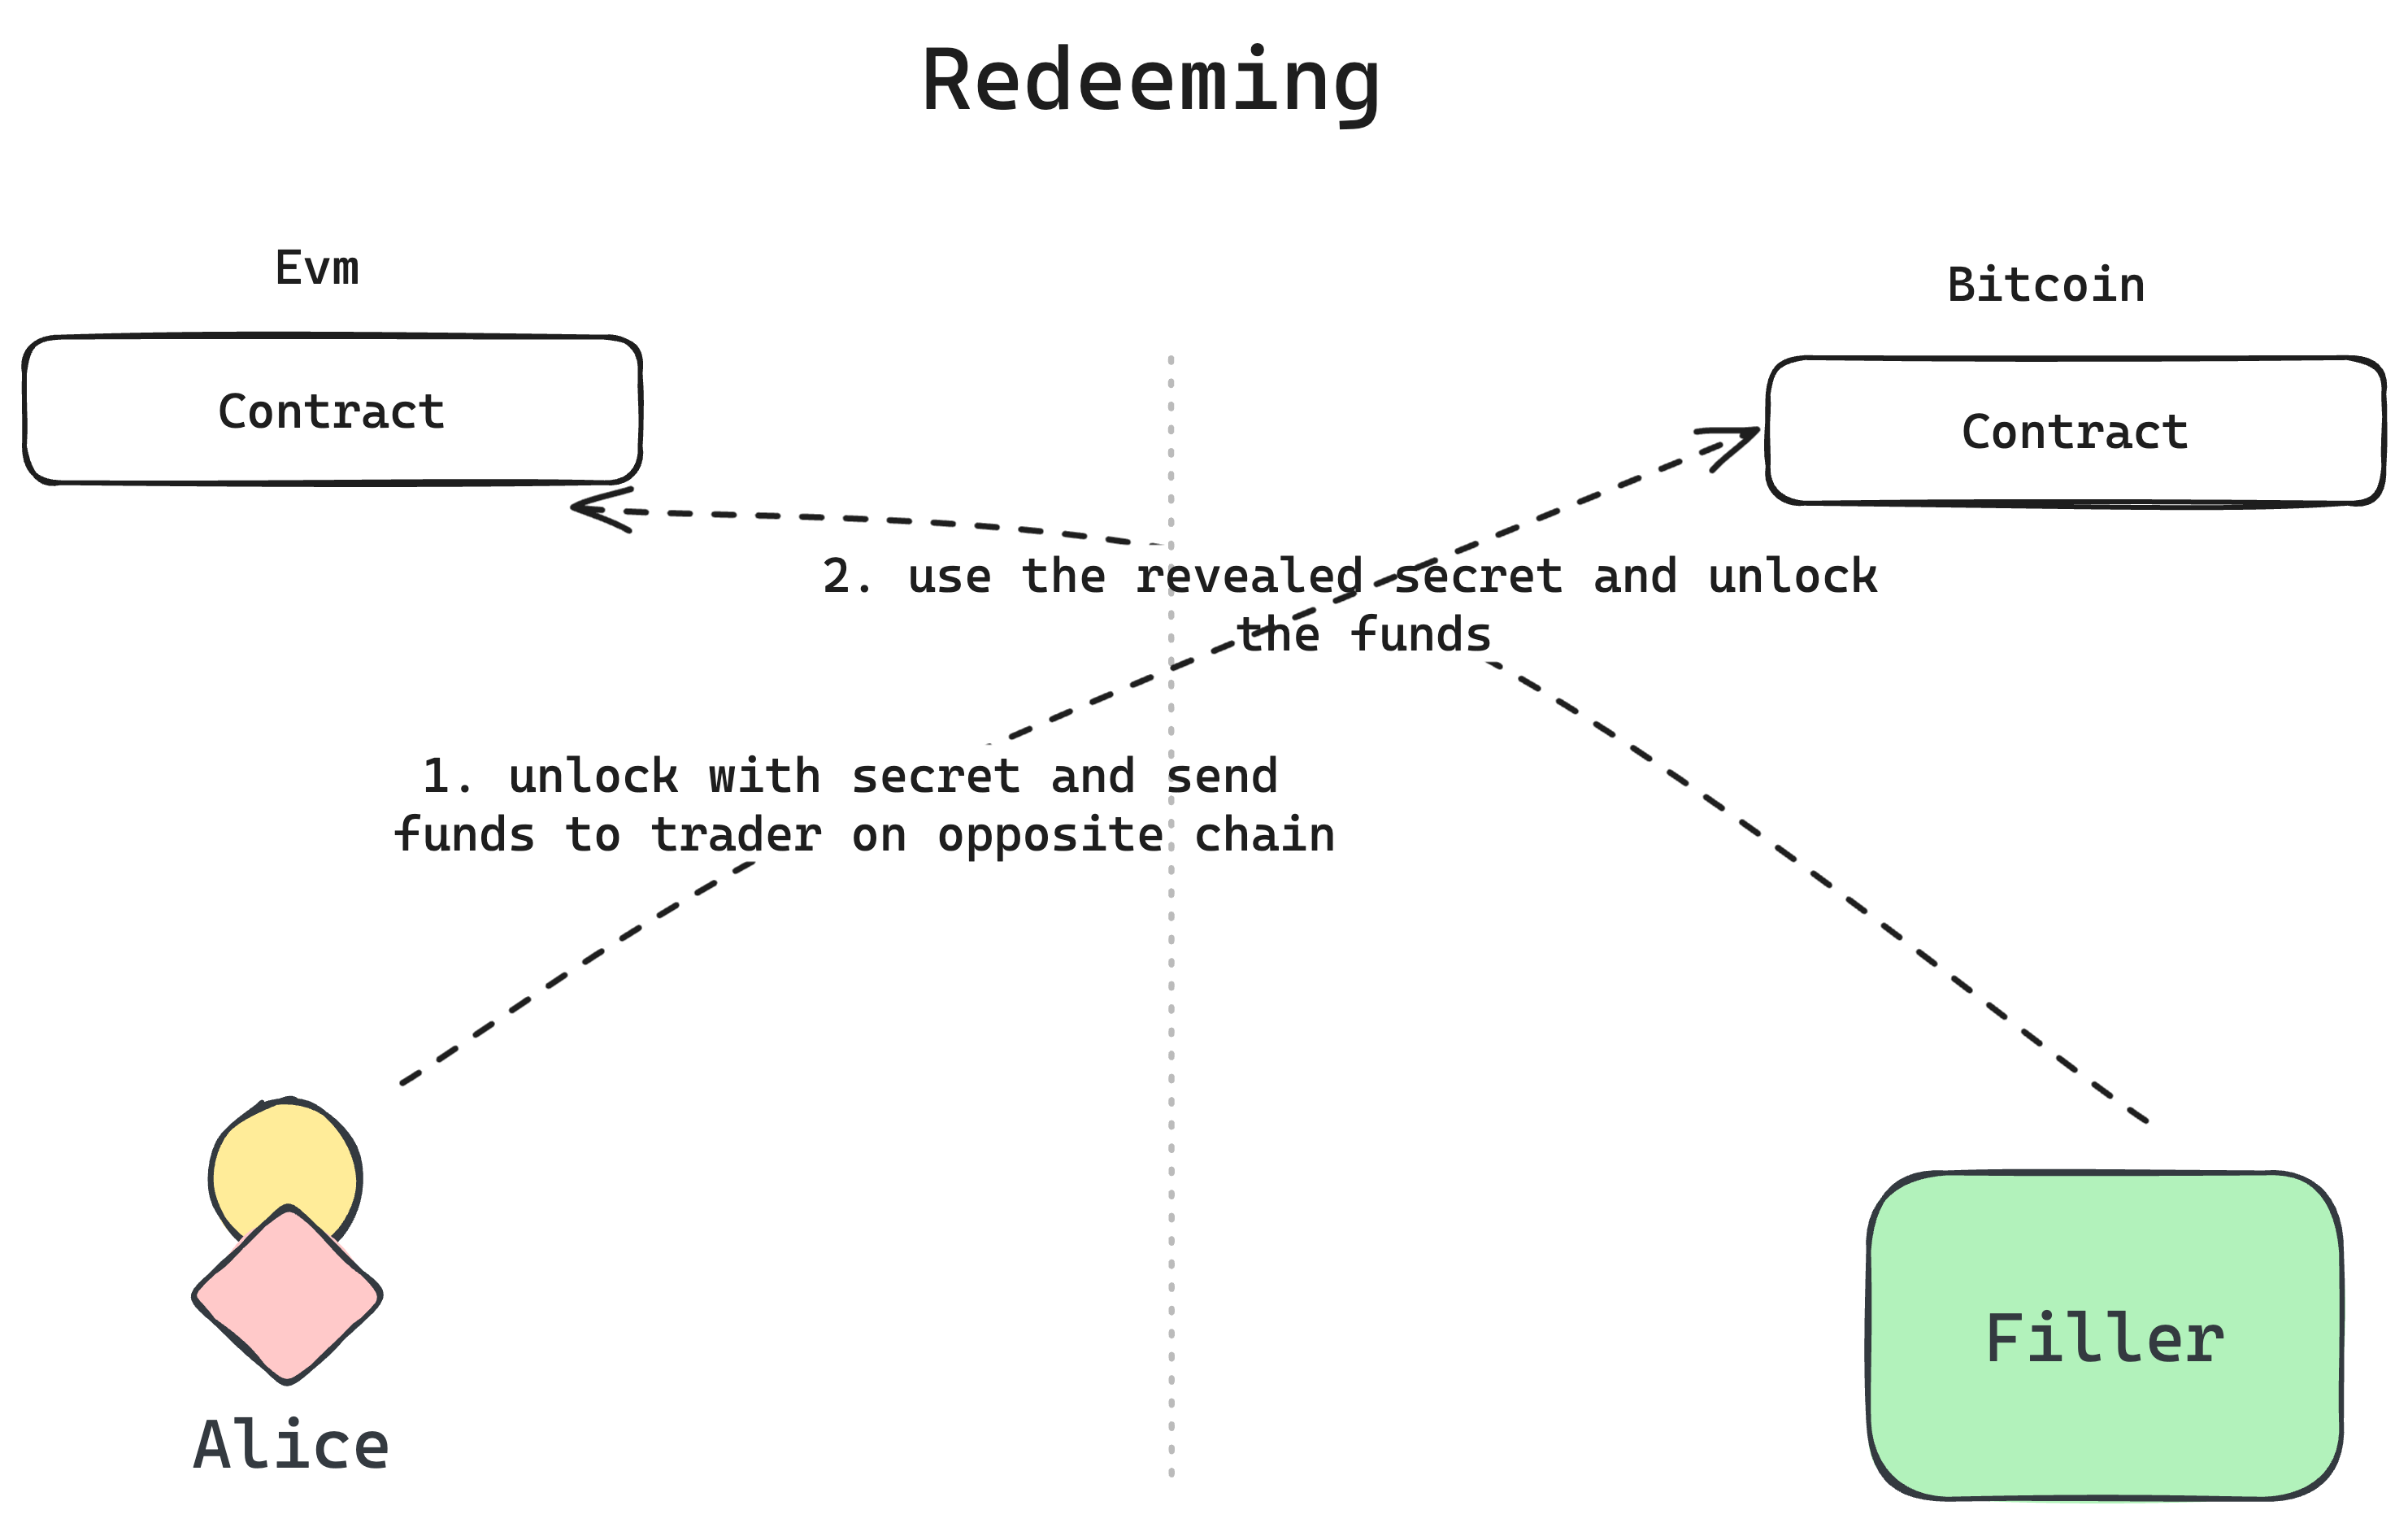 Redeeming
Evm
Bitcoin
Contract
Contract
2. use the revealed secret and unlock
the funds
1. unlock with secret and send
funds to trader on opposite chain
Filler
Alice